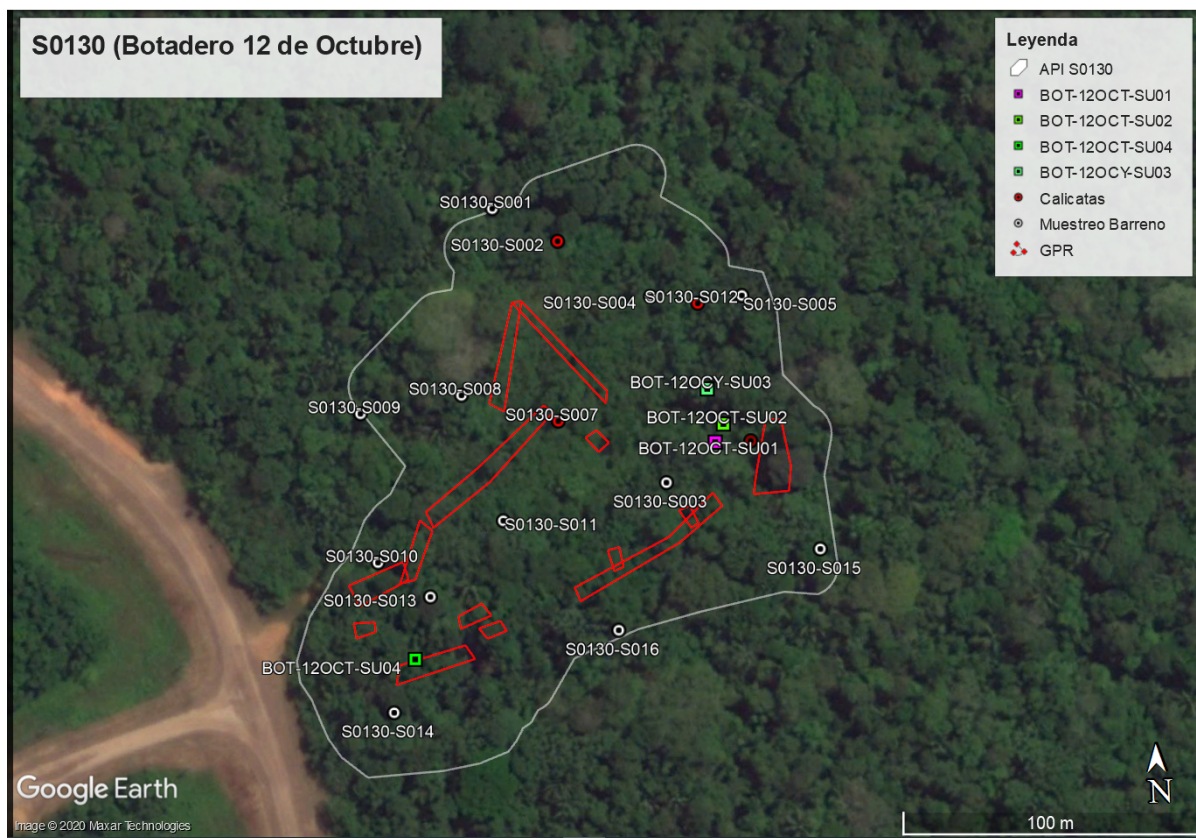 S0130 (Botadero 12 de Octubre)
Leyenda
API S0130
BOT-12OCT-SU01
BOT-12OCT-SU02
BOT-12OCT-SU04
BOT-12OCY-SU03
Calicatas
Muestreo Barreno
GPR
S0130-S001
S0130-S002
S0130-S004
S0130-S012
S0130-S005
BOT-12OCY-SU03
S0130-S008
S0130-S009
S0130-S007
BOT-12OCT-SU02
BOT-12OCT-SU01
S0130-S003
S0130-S011
S0130-S010
S0130-S015
S0130-S013
S0130-S016
BOT-12OCT-SU04
S0130-S014
Google Earth
Image © 2020 Maxar Technologies
N
100 m